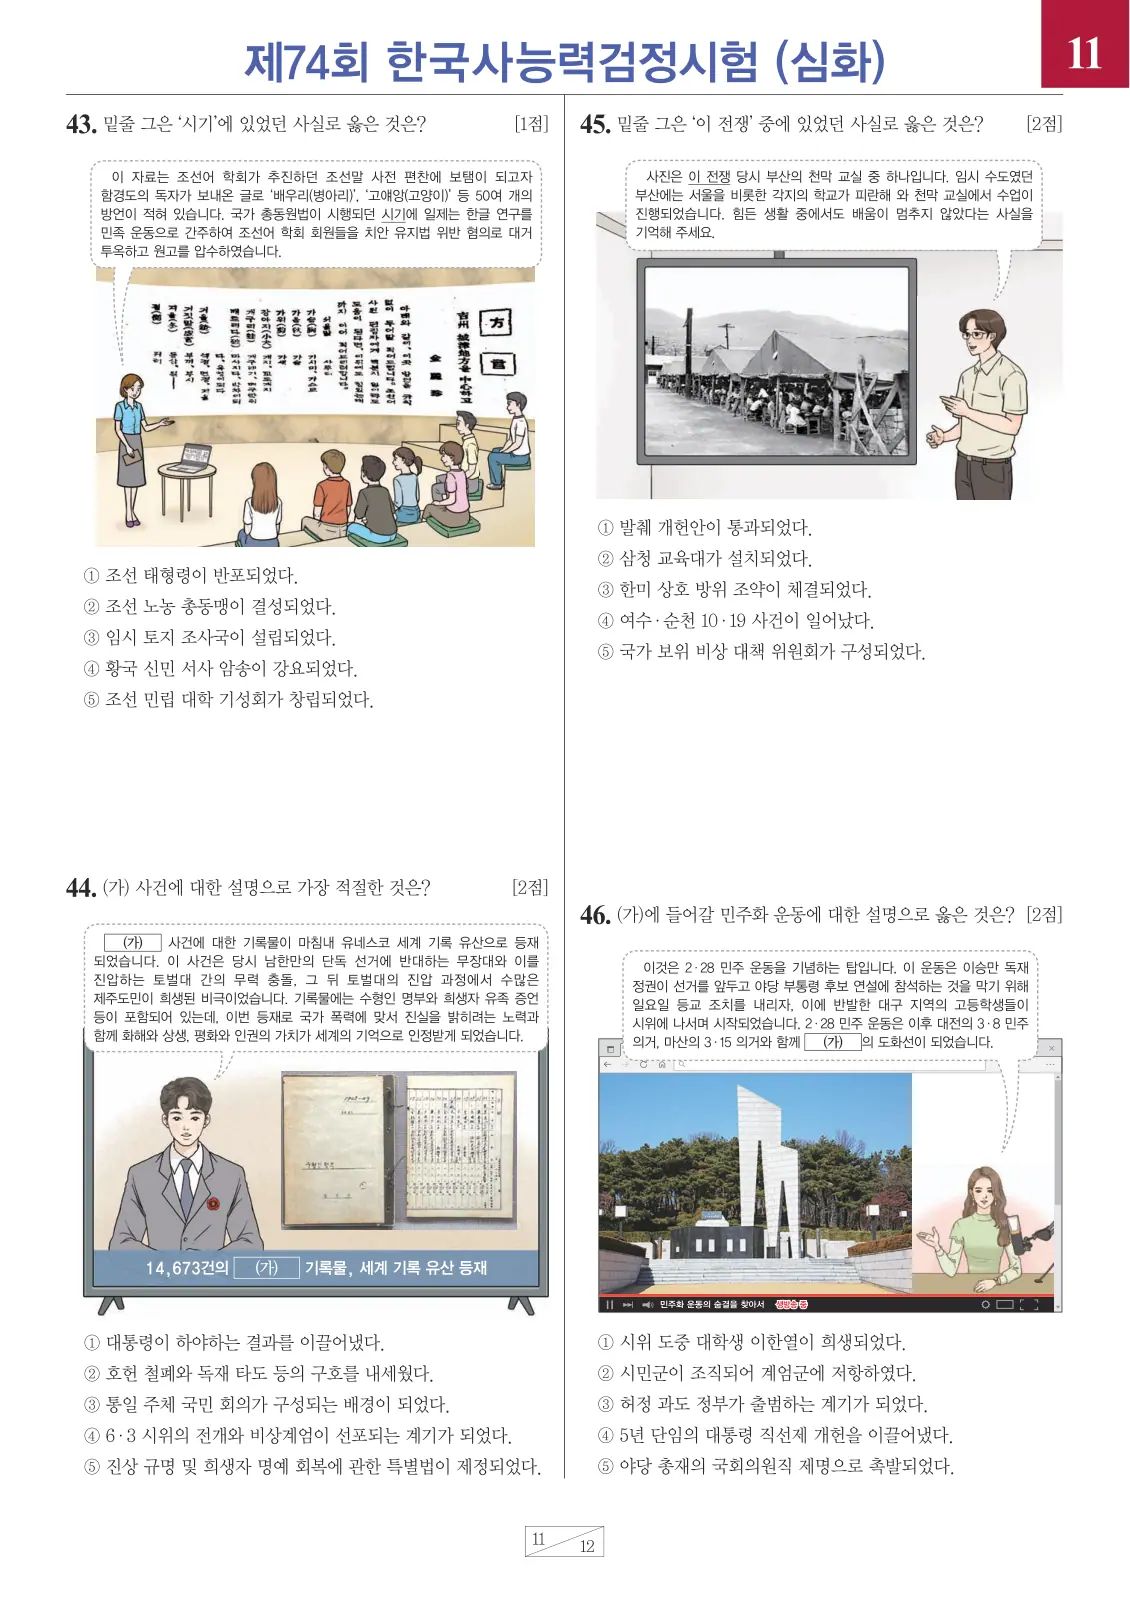 제74회 한국사능력검정시험 (심화)
11
43. 밑줄 그은 ‘시기’에 있었던 사실로 옳은 것은? [1점]
이 자료는 조선어 학회가 추진하던 조선말 사전 편찬에 보탬이 되고자
함경도의 독자가 보내온 글로 ‘배우리(병아리)’, ‘고얘앙(고양이)’ 등 50여 개의
방언이 적혀 있습니다. 국가 총동원법이 시행되던 시기에 일제는 한글 연구를
민족 운동으로 간주하여 조선어 학회 회원들을 치안 유지법 위반 혐의로 대거
투옥하고 원고를 압수하였습니다.
方言
① 조선 태형령이 반포되었다.
② 조선 노농 총동맹이 결성되었다.
③ 임시 토지 조사국이 설립되었다.
④ 황국 신민 서사 암송이 강요되었다.
⑤ 조선 민립 대학 기성회가 창립되었다.
44. (가) 사건에 대한 설명으로 가장 적절한 것은? [2점]
(가) 사건에 대한 기록물이 마침내 유네스코 세계 기록 유산으로 등재
되었습니다. 이 사건은 당시 남한만의 단독 선거에 반대하는 무장대와 이를
진압하는 토벌대 간의 무력 충돌, 그 뒤 토벌대의 진압 과정에서 수많은
제주도민이 희생된 비극이었습니다. 기록물에는 수형인 명부와 희생자 유족 증언
등이 포함되어 있는데, 이번 등재로 국가 폭력에 맞서 진실을 밝히려는 노력과
함께 화해와 상생, 평화와 인권의 가치가 세계의 기억으로 인정받게 되었습니다.
14,673건의 (가) 기록물, 세계 기록 유산 등재
① 대통령이 하야하는 결과를 이끌어냈다.
② 호헌 철폐와 독재 타도 등의 구호를 내세웠다.
③ 통일 주체 국민 회의가 구성되는 배경이 되었다.
④ 6·3 시위의 전개와 비상계엄이 선포되는 계기가 되었다.
⑤ 진상 규명 및 희생자 명예 회복에 관한 특별법이 제정되었다.
45. 밑줄 그은 ‘이 전쟁’ 중에 있었던 사실로 옳은 것은? [2점]
사진은 이 전쟁 당시 부산의 천막 교실 중 하나입니다. 임시 수도였던
부산에는 서울을 비롯한 각지의 학교가 피란해 와 천막 교실에서 수업이
진행되었습니다. 힘든 생활 중에서도 배움이 멈추지 않았다는 사실을
기억해 주세요.
① 발췌 개헌안이 통과되었다.
② 삼청 교육대가 설치되었다.
③ 한미 상호 방위 조약이 체결되었다.
④ 여수·순천 10·19 사건이 일어났다.
⑤ 국가 보위 비상 대책 위원회가 구성되었다.
46. (가)에 들어갈 민주화 운동에 대한 설명으로 옳은 것은? [2점]
이것은 2·28 민주 운동을 기념하는 탑입니다. 이 운동은 이승만 독재
정권이 선거를 앞두고 야당 부통령 후보 연설에 참석하는 것을 막기 위해
일요일 등교 조치를 내리자, 이에 반발한 대구 지역의 고등학생들이
시위에 나서며 시작되었습니다. 2·28 민주 운동은 이후 대전의 3·8 민주
의거, 마산의 3·15 의거와 함께 (가) 의 도화선이 되었습니다.
민주화 운동의 숨결을 찾아서 생방송 중
① 시위 도중 대학생 이한열이 희생되었다.
② 시민군이 조직되어 계엄군에 저항하였다.
③ 허정 과도 정부가 출범하는 계기가 되었다.
④ 5년 단임의 대통령 직선제 개헌을 이끌어냈다.
⑤ 야당 총재의 국회의원직 제명으로 촉발되었다.
11
12